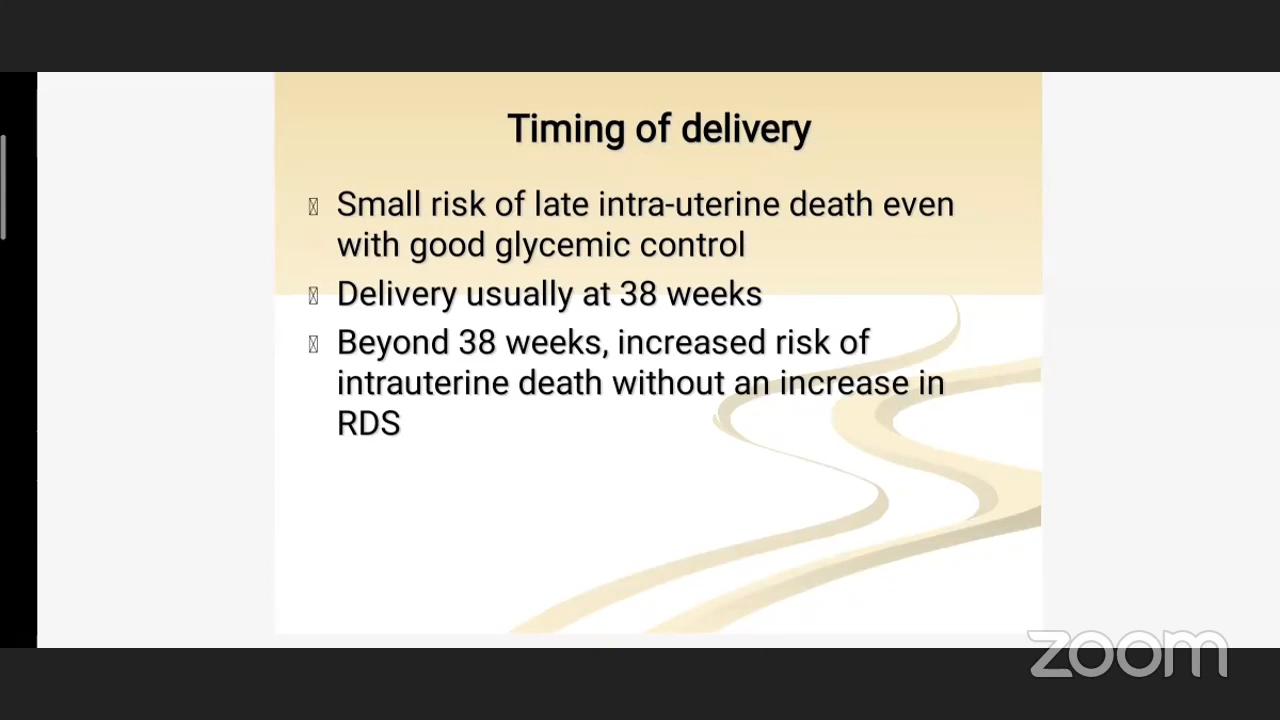 Timing of delivery
Small risk of late intra-uterine death even
with good glycemic control
Delivery usually at 38 weeks
Beyond 38 weeks, increased risk of
intrauterine death without an increase in
RDS
zoom